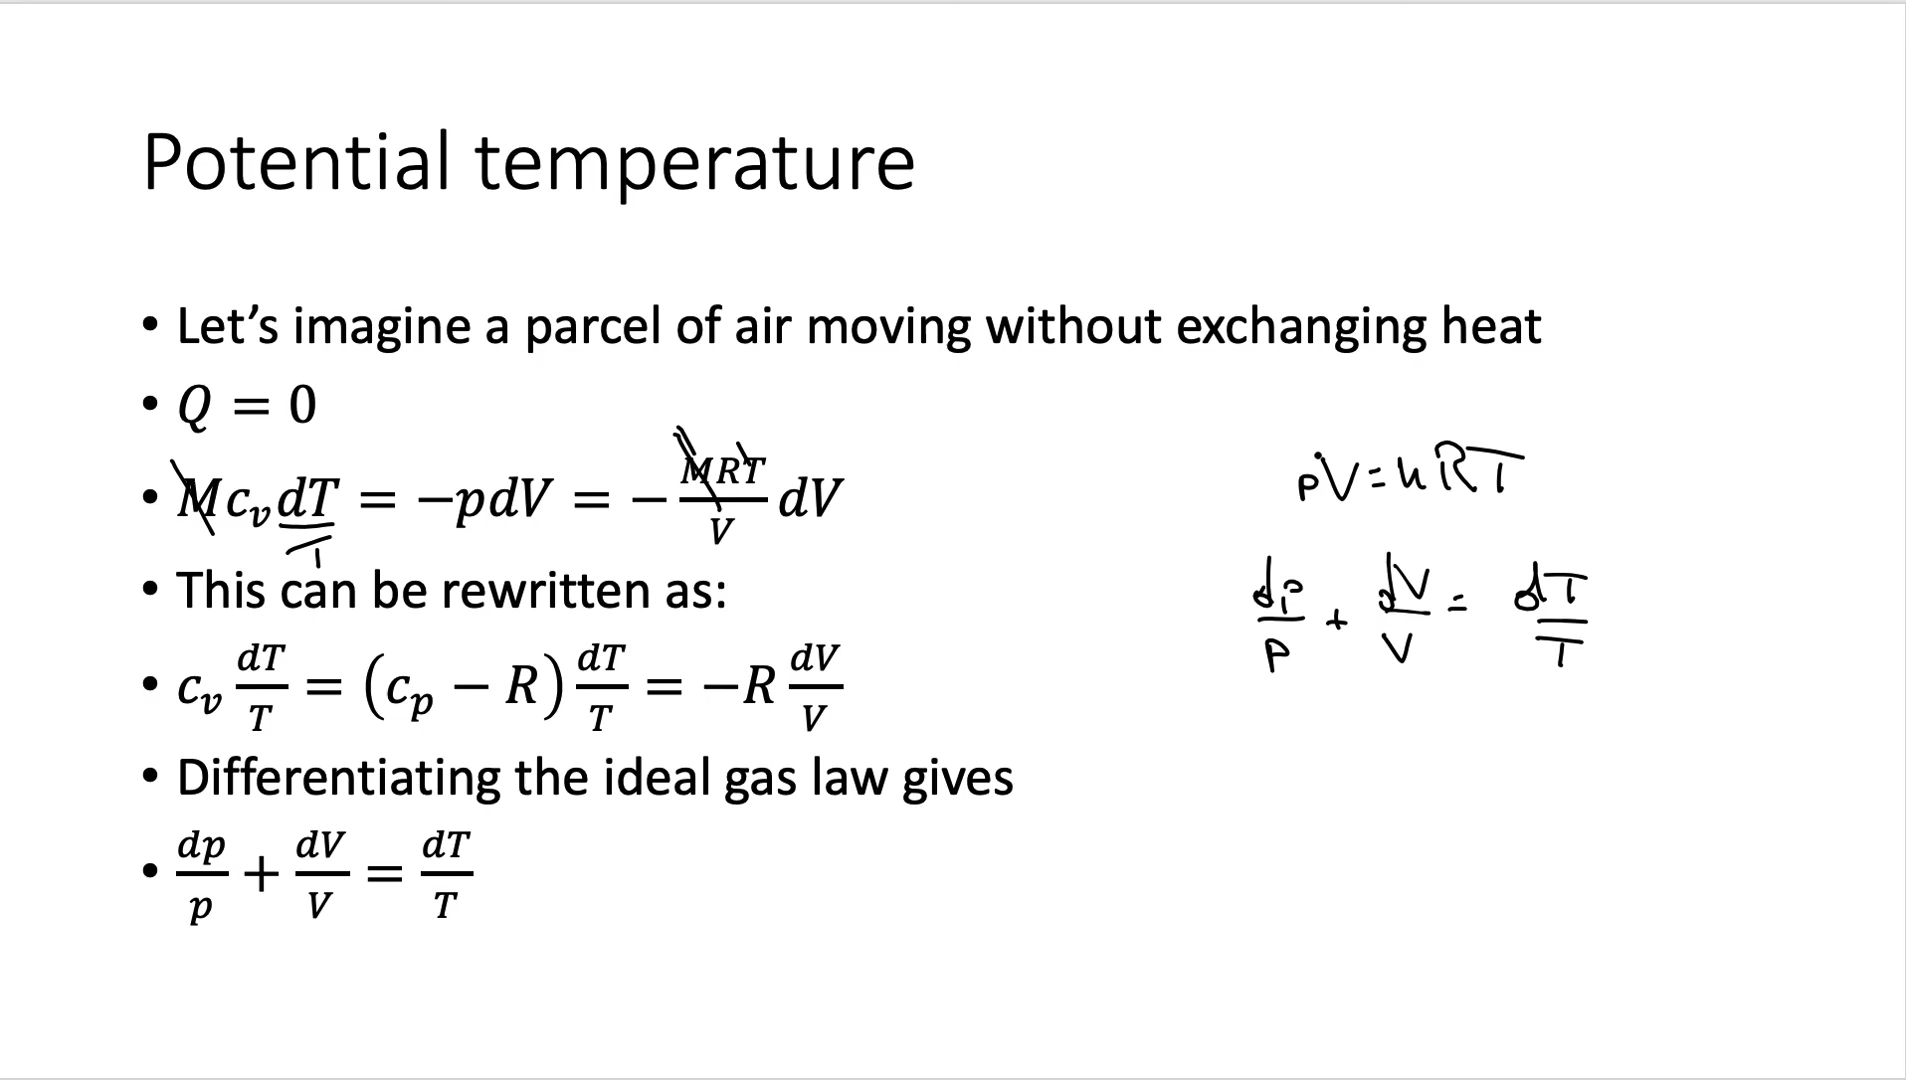 Potential temperature
• Let’s imagine a parcel of air moving without exchanging heat
• Q = 0
• Mc_v dT = −pdV = − MRT/V dV
T
• This can be rewritten as:
• c_v dT/T = (c_p − R) dT/T = −R dV/V
• Differentiating the ideal gas law gives
• dp/p + dV/V = dT/T
pV = nRT
dp/p + dV/V = dT/T